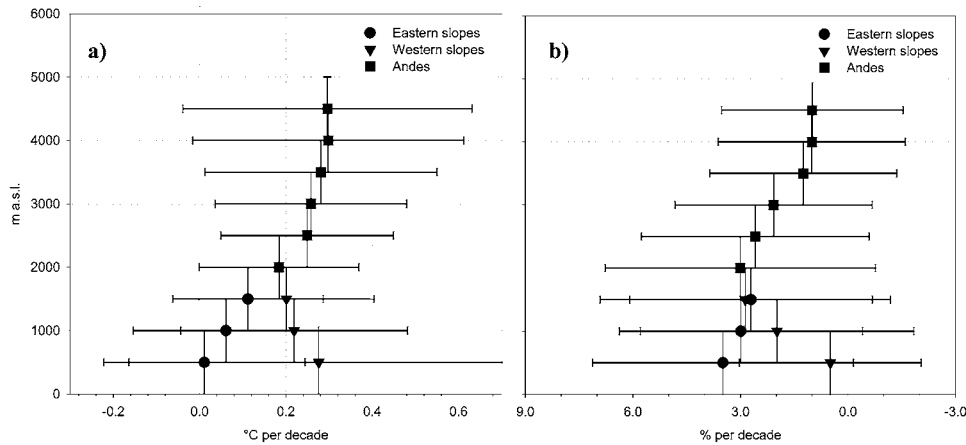 a)
Eastern slopes
Western slopes
Andes
6000
5000
4000
3000
2000
1000
0
m a.s.l.
-0.2 0.0 0.2 0.4 0.6
°C per decade
b)
Eastern slopes
Western slopes
Andes
9.0 6.0 3.0 0.0 -3.0
% per decade